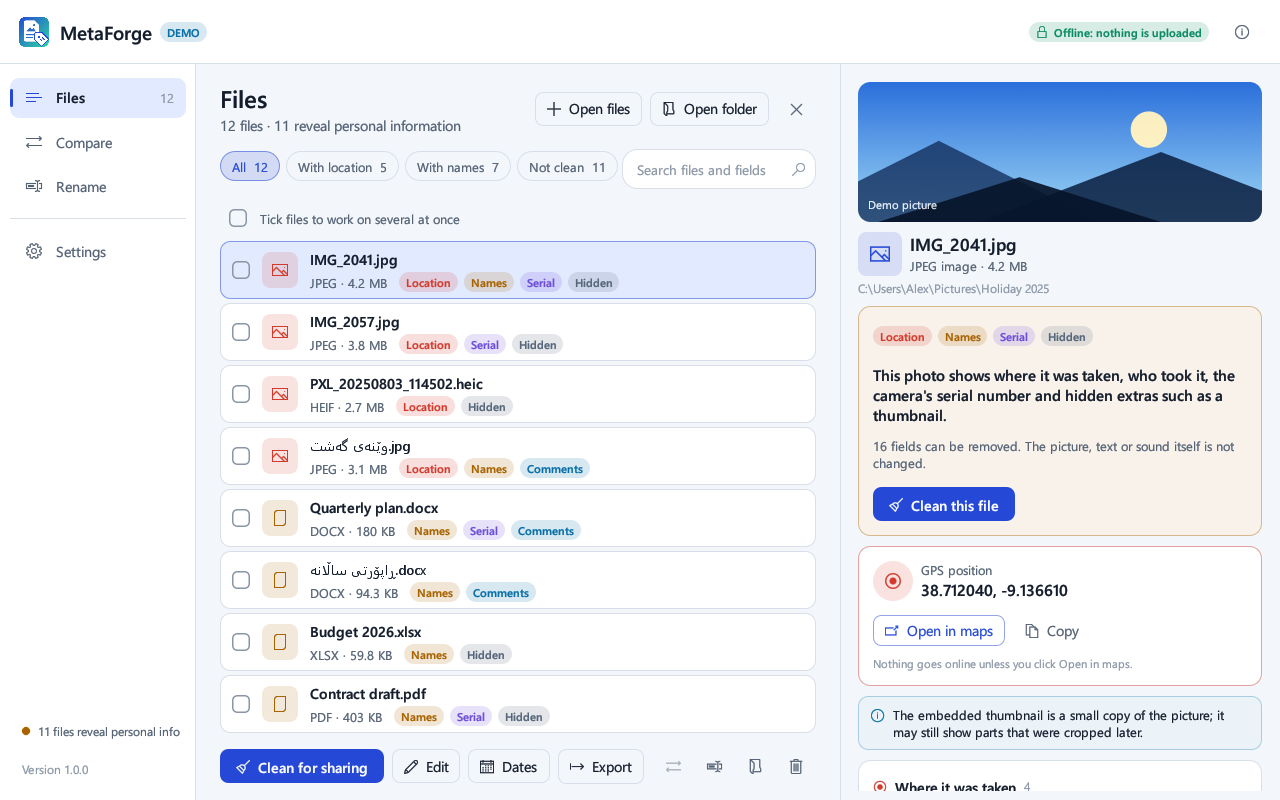 MetaForge DEMO
Offline: nothing is uploaded
Files 12
Compare
Rename
Settings
11 files reveal personal info
Version 1.0.0
Files
12 files · 11 reveal personal information
Open files
Open folder
All 12
With location 5
With names 7
Not clean 11
Search files and fields
Tick files to work on several at once
IMG_2041.jpg
JPEG · 4.2 MB Location Names Serial Hidden
IMG_2057.jpg
JPEG · 3.8 MB Location Serial Hidden
PXL_20250803_114502.heic
HEIF · 2.7 MB Location Hidden
وێنەی گەشت.jpg
JPEG · 3.1 MB Location Names Comments
Quarterly plan.docx
DOCX · 180 KB Names Serial Comments
ڕاپۆرتی ساڵانە.docx
DOCX · 94.3 KB Names Comments
Budget 2026.xlsx
XLSX · 59.8 KB Names Hidden
Contract draft.pdf
PDF · 403 KB Names Serial Hidden
Clean for sharing
Edit
Dates
Export
Demo picture
IMG_2041.jpg
JPEG image · 4.2 MB
C:\Users\Alex\Pictures\Holiday 2025
Location Names Serial Hidden
This photo shows where it was taken, who took it, the
camera's serial number and hidden extras such as a
thumbnail.
16 fields can be removed. The picture, text or sound itself is not
changed.
Clean this file
GPS position
38.712040, -9.136610
Open in maps
Copy
Nothing goes online unless you click Open in maps.
The embedded thumbnail is a small copy of the picture; it
may still show parts that were cropped later.
Where it was taken 4